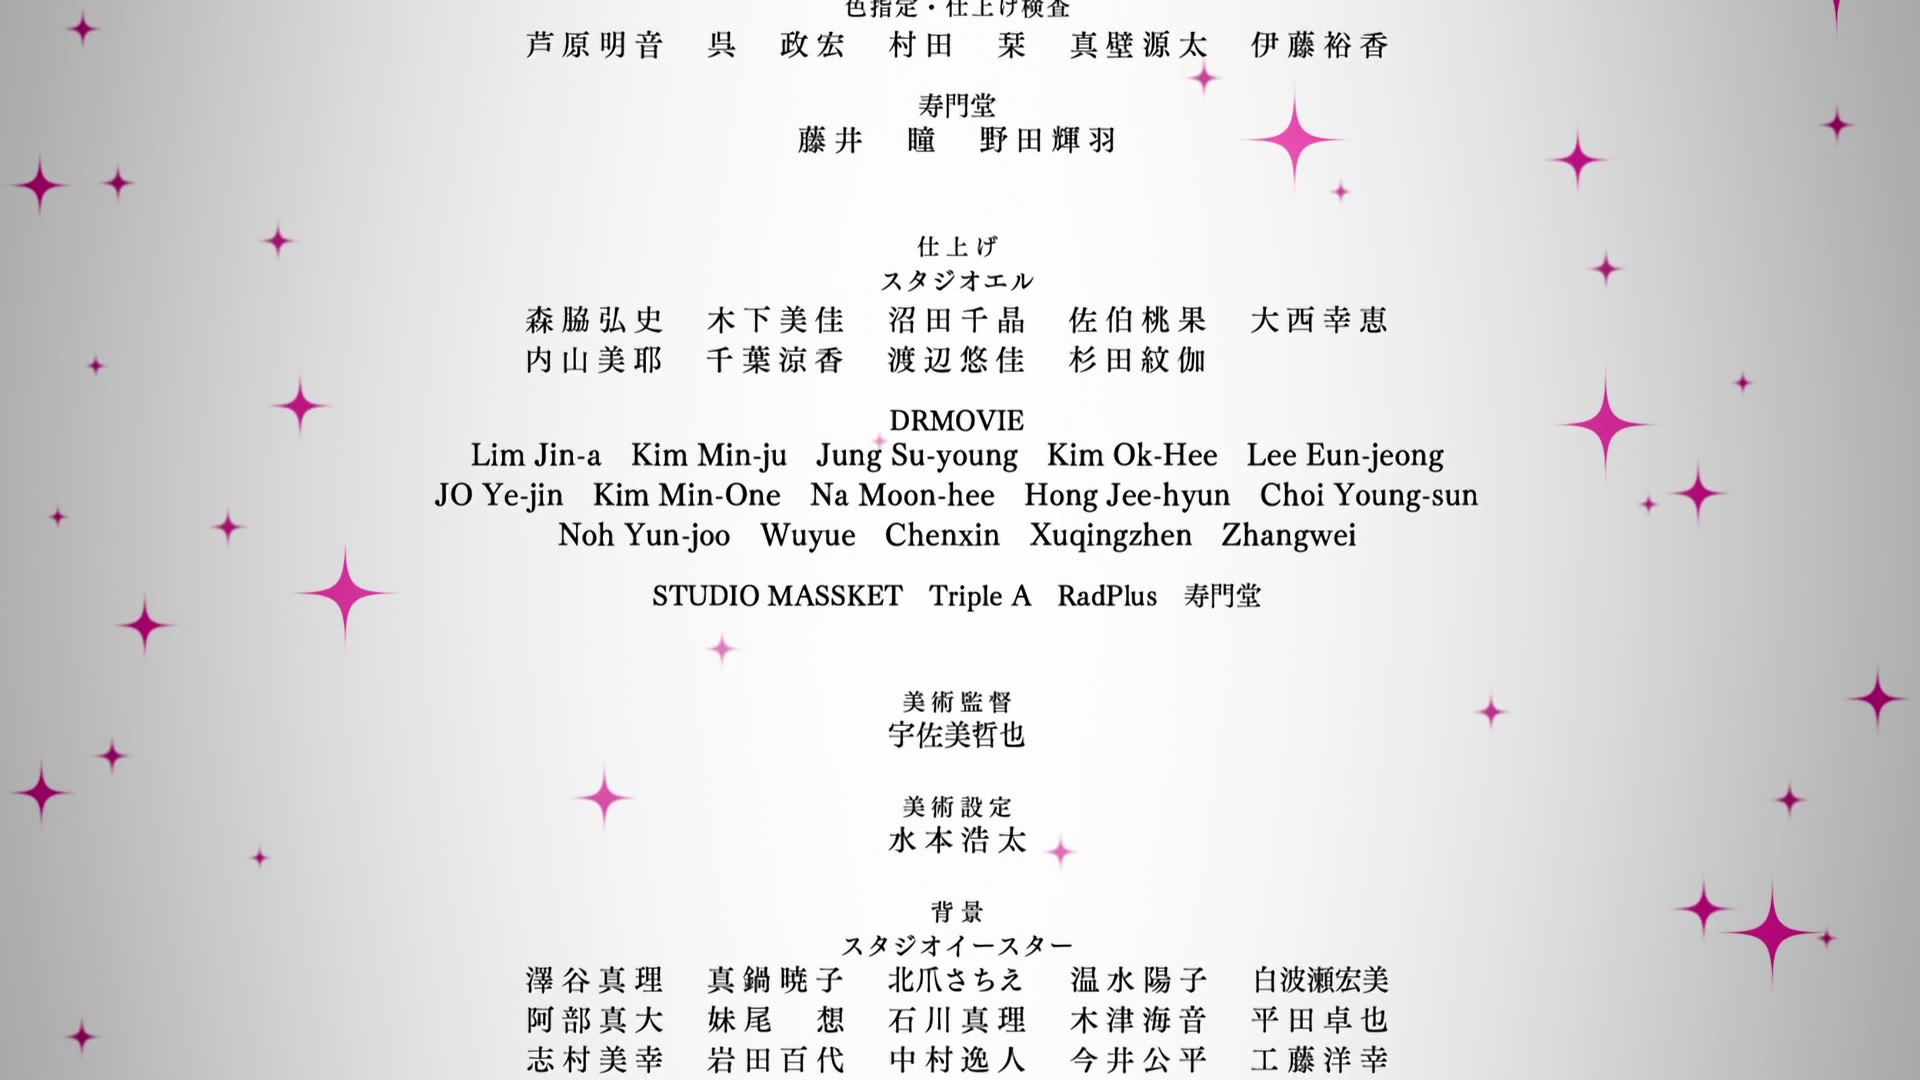 色指定・仕上げ検査
芦原明音　呉　政宏　村田　栞　真壁源太　伊藤裕香
寿門堂
藤井　瞳　野田輝羽
仕上げ
スタジオエル
森脇弘史　木下美佳　沼田千晶　佐伯桃果　大西幸恵
内山美耶　千葉涼香　渡辺悠佳　杉田紋伽
DRMOVIE
Lim Jin-a　Kim Min-ju　Jung Su-young　Kim Ok-Hee　Lee Eun-jeong
JO Ye-jin　Kim Min-One　Na Moon-hee　Hong Jee-hyun　Choi Young-sun
Noh Yun-joo　Wuyue　Chenxin　Xuqingzhen　Zhangwei
STUDIO MASSKET　Triple A　RadPlus　寿門堂
美術監督
宇佐美哲也
美術設定
水本浩太
背景
スタジオイースター
澤谷真理　真鍋暁子　北爪さちえ　温水陽子　白波瀬宏美
阿部真大　妹尾　想　石川真理　木津海音　平田卓也
志村美幸　岩田百代　中村逸人　今井公平　工藤洋幸